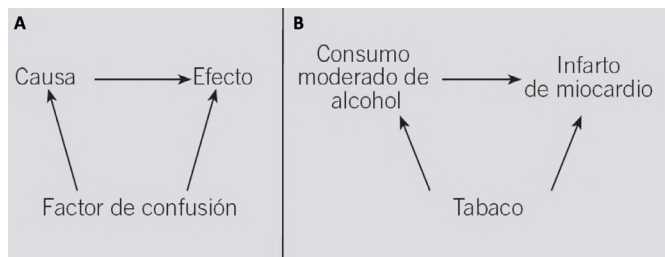 A
Causa
Efecto
Factor de confusión
B
Consumo
moderado de
alcohol
Infarto
de miocardio
Tabaco